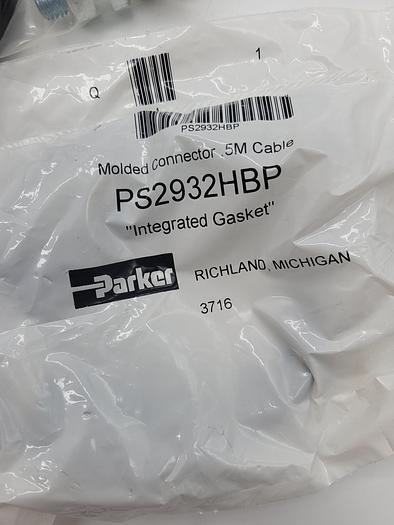 Q 1
PS2932HBP
Molded Connector .5M Cable
PS2932HBP
"Integrated Gasket"
Parker RICHLAND, MICHIGAN
3716